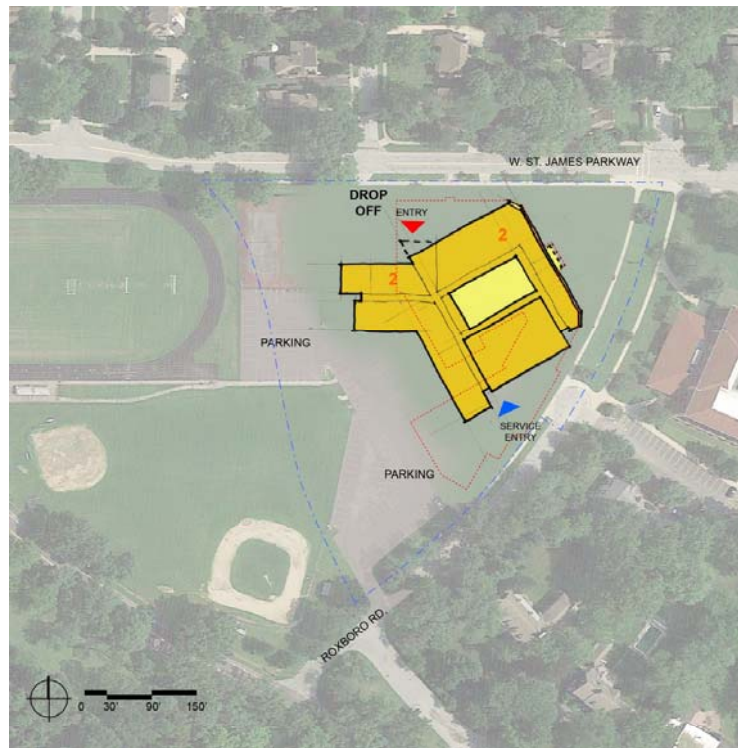 W. ST. JAMES PARKWAY
DROP
OFF
ENTRY
2
2
PARKING
SERVICE
ENTRY
PARKING
ROXBORO RD.
0 30' 90' 150'